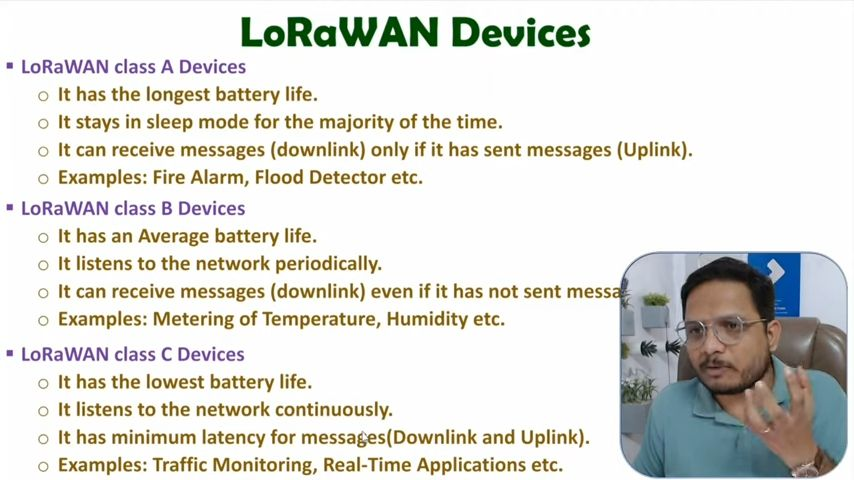 LoRaWAN Devices
▪ LoRaWAN class A Devices
o It has the longest battery life.
o It stays in sleep mode for the majority of the time.
o It can receive messages (downlink) only if it has sent messages (Uplink).
o Examples: Fire Alarm, Flood Detector etc.
▪ LoRaWAN class B Devices
o It has an Average battery life.
o It listens to the network periodically.
o It can receive messages (downlink) even if it has not sent messa
o Examples: Metering of Temperature, Humidity etc.
▪ LoRaWAN class C Devices
o It has the lowest battery life.
o It listens to the network continuously.
o It has minimum latency for messages(Downlink and Uplink).
o Examples: Traffic Monitoring, Real-Time Applications etc.